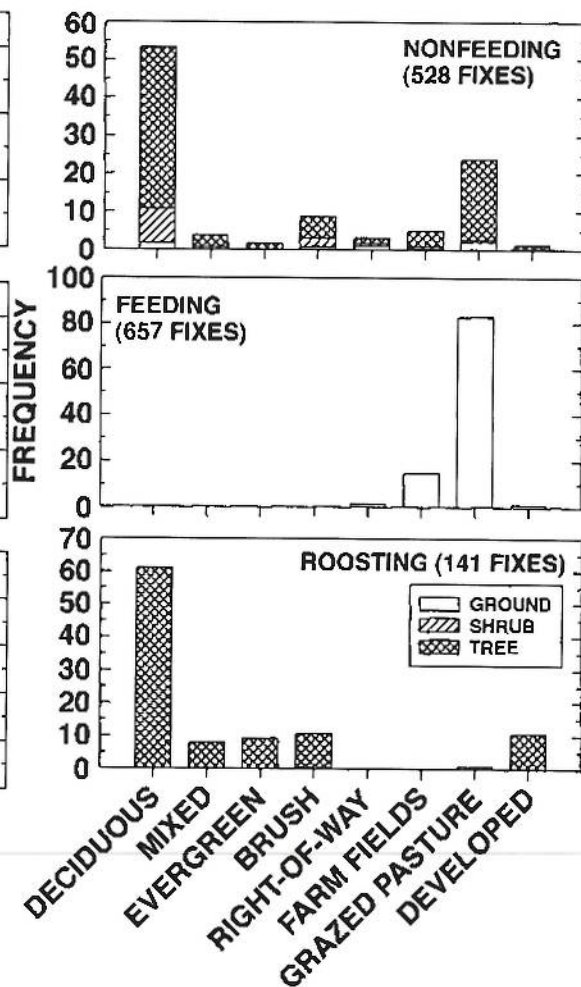 60
50
40
30
20
10
0
NONFEEDING
(528 FIXES)
100
80
60
40
20
0
FEEDING
(657 FIXES)
FREQUENCY
70
60
50
40
30
20
10
0
ROOSTING (141 FIXES)
GROUND
SHRUB
TREE
DECIDUOUS
MIXED
EVERGREEN
BRUSH
RIGHT-OF-WAY
FARM FIELDS
GRAZED PASTURE
DEVELOPED